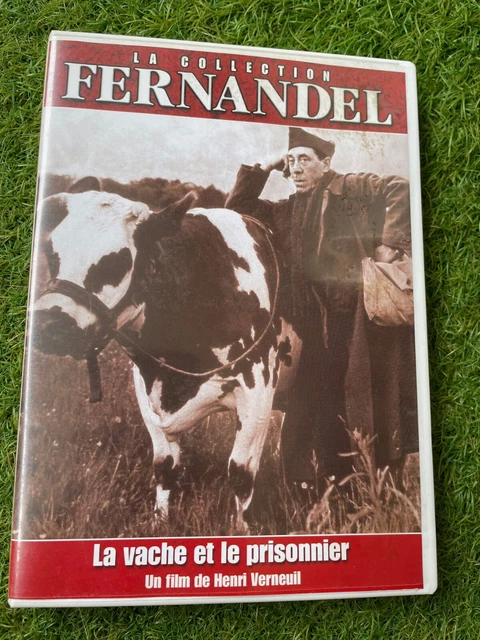 LA COLLECTION
FERNANDEL
La vache et le prisonnier
Un film de Henri Verneuil